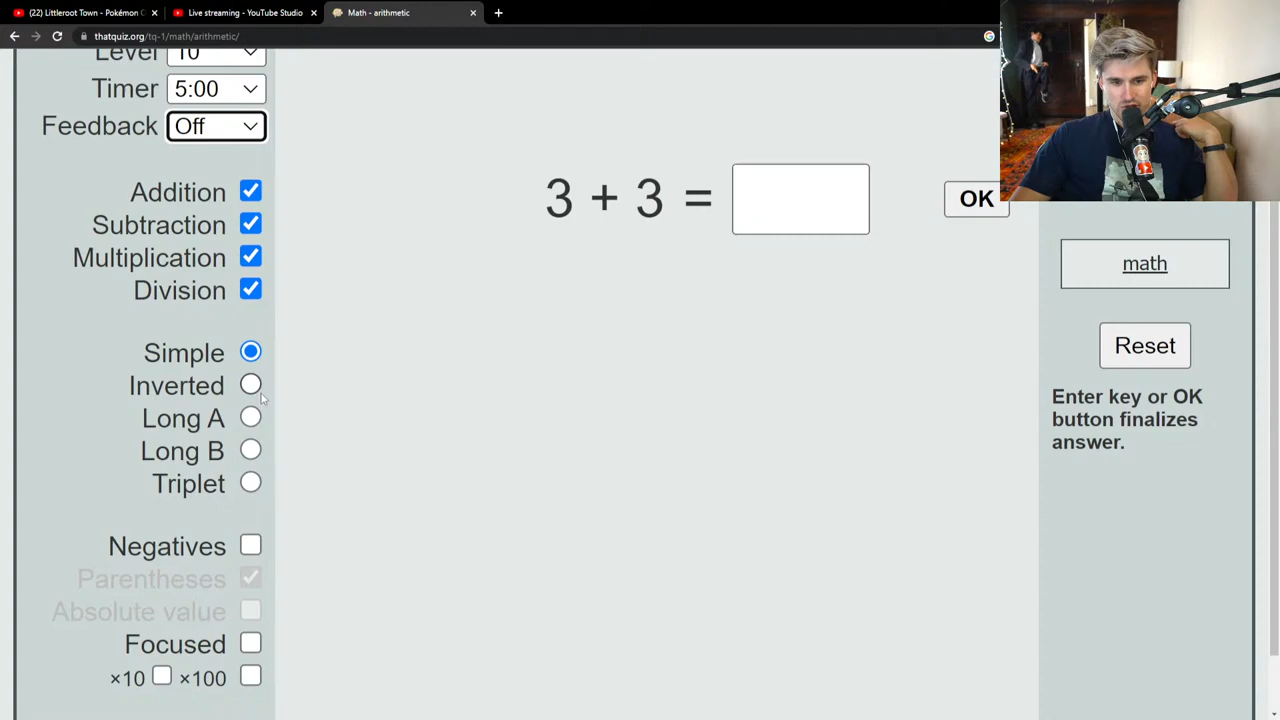 (22) Littleroot Town - Pokémon
Live streaming - YouTube Studio
Math - arithmetic
thatquiz.org/tq-1/math/arithmetic/
Level 10
Timer 5:00
Feedback Off
Addition
Subtraction
Multiplication
Division
Simple
Inverted
Long A
Long B
Triplet
Negatives
Parentheses
Absolute value
Focused
×10 ×100
3 + 3 =
OK
math
Reset
Enter key or OK
button finalizes
answer.